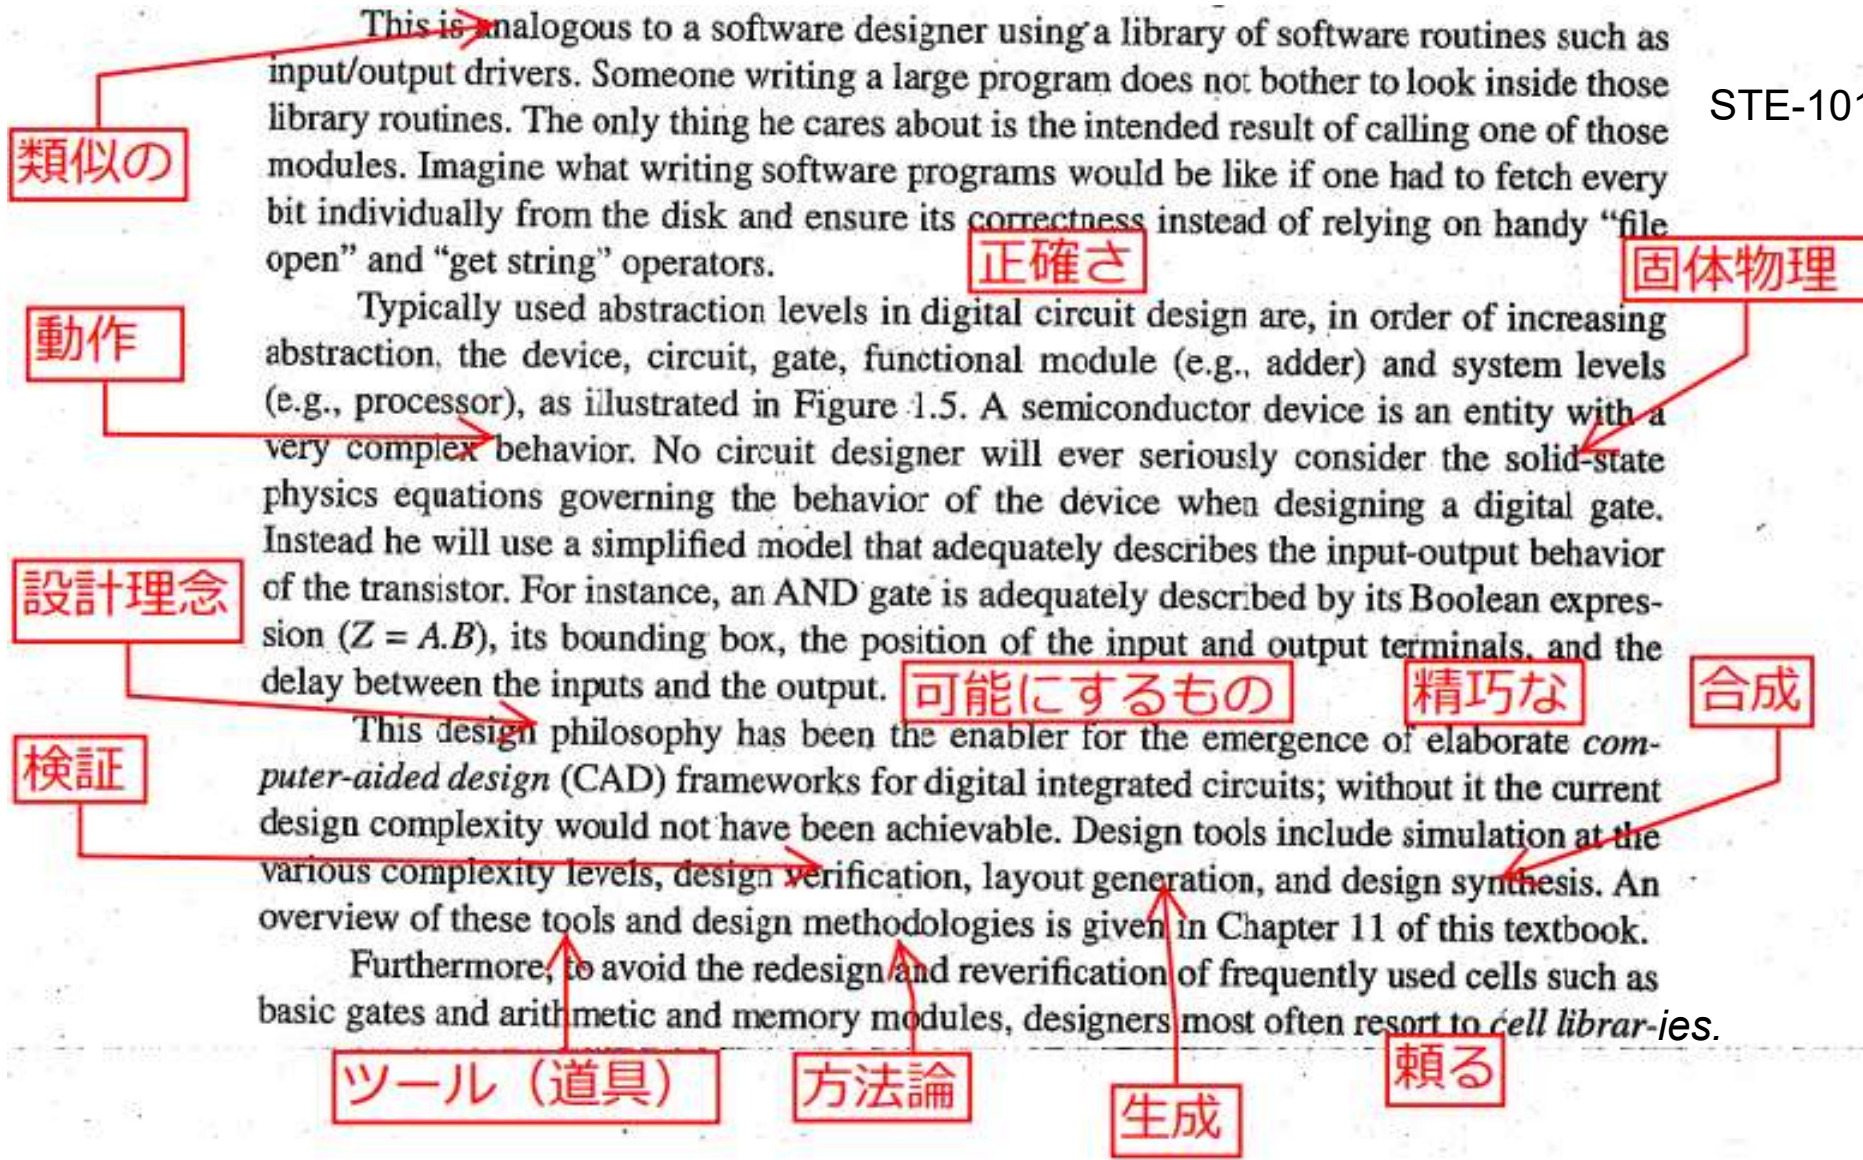 This is analogous to a software designer using a library of software routines such as
input/output drivers. Someone writing a large program does not bother to look inside those
STE-101
library routines. The only thing he cares about is the intended result of calling one of those
類似の
modules. Imagine what writing software programs would be like if one had to fetch every
bit individually from the disk and ensure its correctness instead of relying on handy “file
open” and “get string” operators.
正確さ
固体物理
Typically used abstraction levels in digital circuit design are, in order of increasing
動作
abstraction, the device, circuit, gate, functional module (e.g., adder) and system levels
(e.g., processor), as illustrated in Figure 1.5. A semiconductor device is an entity with a
very complex behavior. No circuit designer will ever seriously consider the solid-state
physics equations governing the behavior of the device when designing a digital gate.
Instead he will use a simplified model that adequately describes the input-output behavior
設計理念
of the transistor. For instance, an AND gate is adequately described by its Boolean expres-
sion (Z = A.B), its bounding box, the position of the input and output terminals, and the
delay between the inputs and the output.
可能にするもの
精巧な
合成
This design philosophy has been the enabler for the emergence of elaborate com-
検証
puter-aided design (CAD) frameworks for digital integrated circuits; without it the current
design complexity would not have been achievable. Design tools include simulation at the
various complexity levels, design verification, layout generation, and design synthesis. An
overview of these tools and design methodologies is given in Chapter 11 of this textbook.
Furthermore, to avoid the redesign and reverification of frequently used cells such as
basic gates and arithmetic and memory modules, designers most often resort to cell librar-ies.
ツール（道具）
方法論
生成
頼る